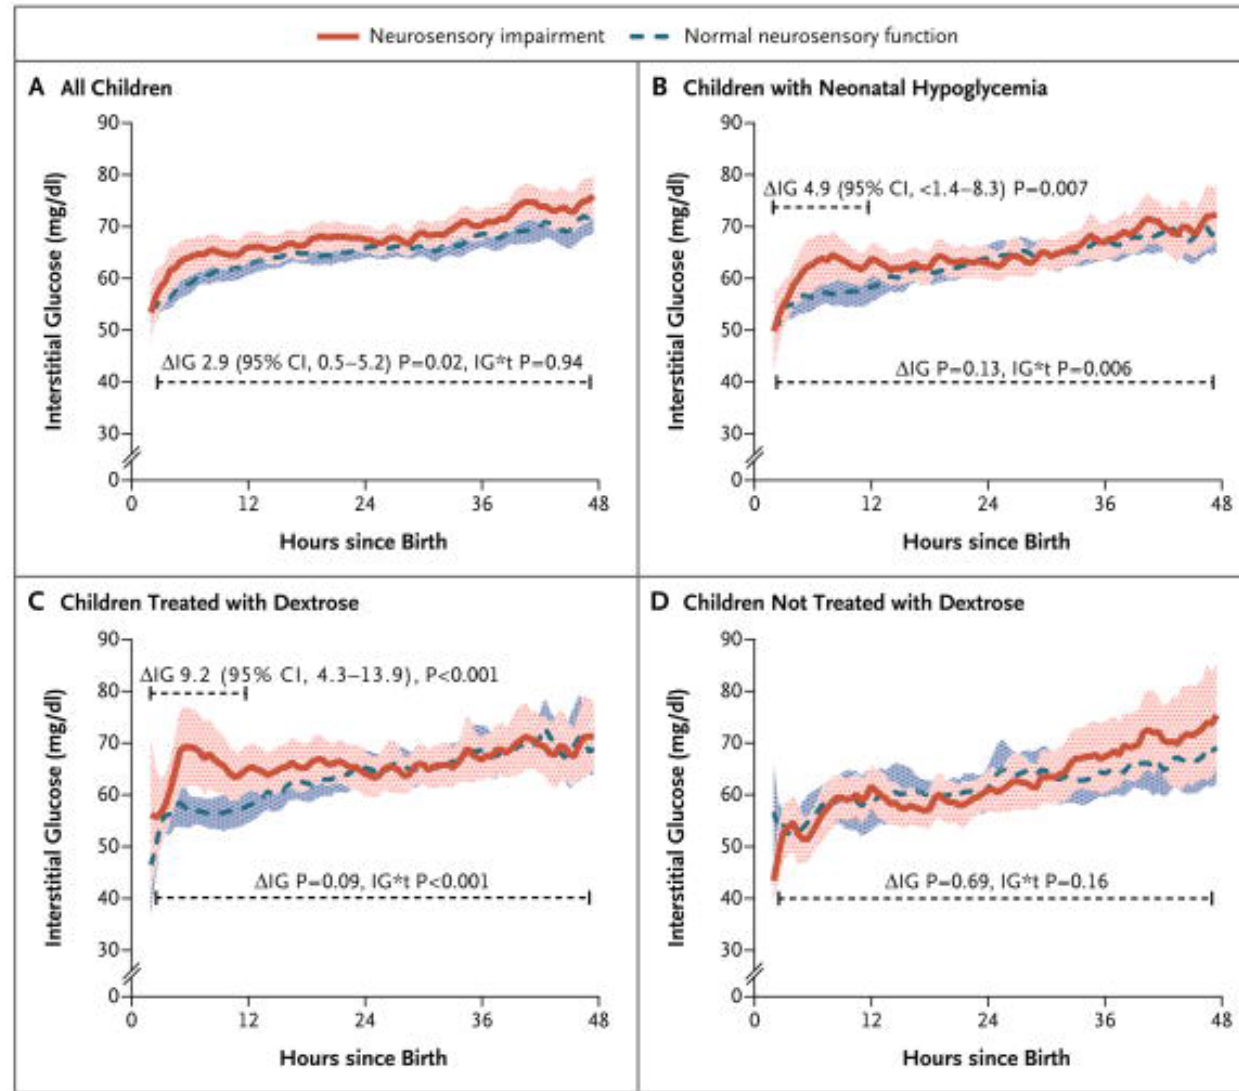 Neurosensory impairment Normal neurosensory function
A All Children
90
80
70
60
50
40
30
0
Interstitial Glucose (mg/dl)
ΔIG 2.9 (95% CI, 0.5–5.2) P=0.02, IG*t P=0.94
0 12 24 36 48
Hours since Birth
B Children with Neonatal Hypoglycemia
90
80
70
60
50
40
30
0
Interstitial Glucose (mg/dl)
ΔIG 4.9 (95% CI, <1.4–8.3) P=0.007
ΔIG P=0.13, IG*t P=0.006
0 12 24 36 48
Hours since Birth
C Children Treated with Dextrose
90
80
70
60
50
40
30
0
Interstitial Glucose (mg/dl)
ΔIG 9.2 (95% CI, 4.3–13.9), P<0.001
ΔIG P=0.09, IG*t P<0.001
0 12 24 36 48
Hours since Birth
D Children Not Treated with Dextrose
90
80
70
60
50
40
30
0
Interstitial Glucose (mg/dl)
ΔIG P=0.69, IG*t P=0.16
0 12 24 36 48
Hours since Birth